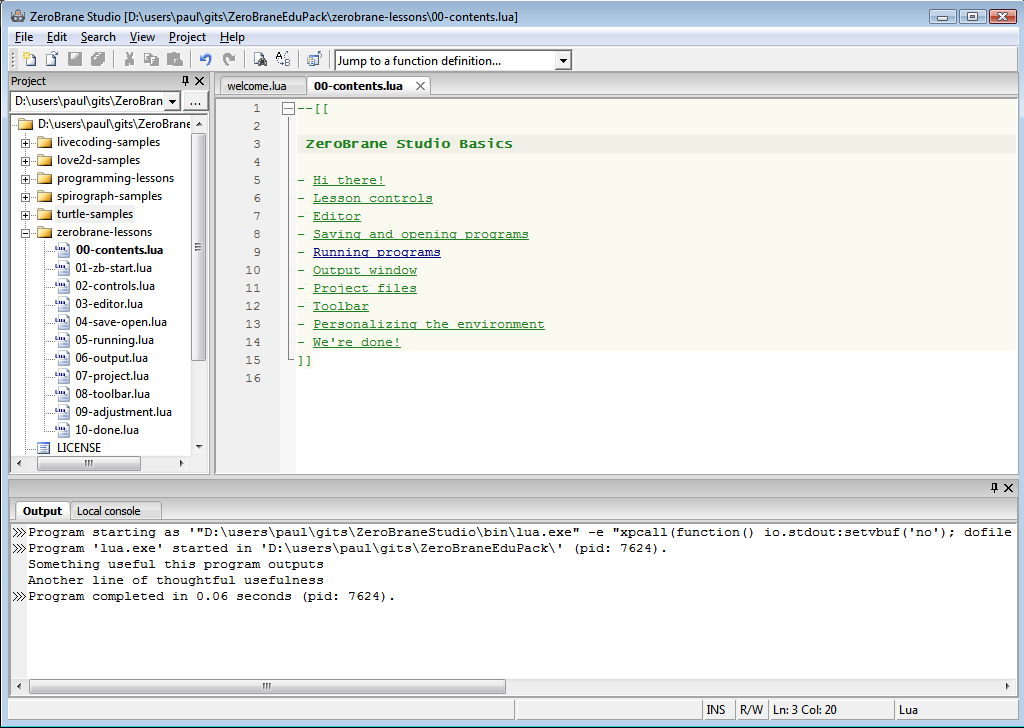 ZeroBrane Studio [D:\users\paul\gits\ZeroBraneEduPack\zerobrane-lessons\00-contents.lua]
File Edit Search View Project Help
Jump to a function definition...
Project
D:\users\paul\gits\ZeroBran
...
D:\users\paul\gits\ZeroBrane
livecoding-samples
love2d-samples
programming-lessons
spirograph-samples
turtle-samples
zerobrane-lessons
00-contents.lua
01-zb-start.lua
02-controls.lua
03-editor.lua
04-save-open.lua
05-running.lua
06-output.lua
07-project.lua
08-toolbar.lua
09-adjustment.lua
10-done.lua
LICENSE
welcome.lua 00-contents.lua
1 --[[
2
3 ZeroBrane Studio Basics
4
5 - Hi there!
6 - Lesson controls
7 - Editor
8 - Saving and opening programs
9 - Running programs
10 - Output window
11 - Project files
12 - Toolbar
13 - Personalizing the environment
14 - We're done!
15 ]]
16
Output Local console
Program starting as '"D:\users\paul\gits\ZeroBraneStudio\bin\lua.exe" -e "xpcall(function() io.stdout:setvbuf('no'); dofile
Program 'lua.exe' started in 'D:\users\paul\gits\ZeroBraneEduPack\' (pid: 7624).
Something useful this program outputs
Another line of thoughtful usefulness
Program completed in 0.06 seconds (pid: 7624).
INS R/W Ln: 3 Col: 20 Lua